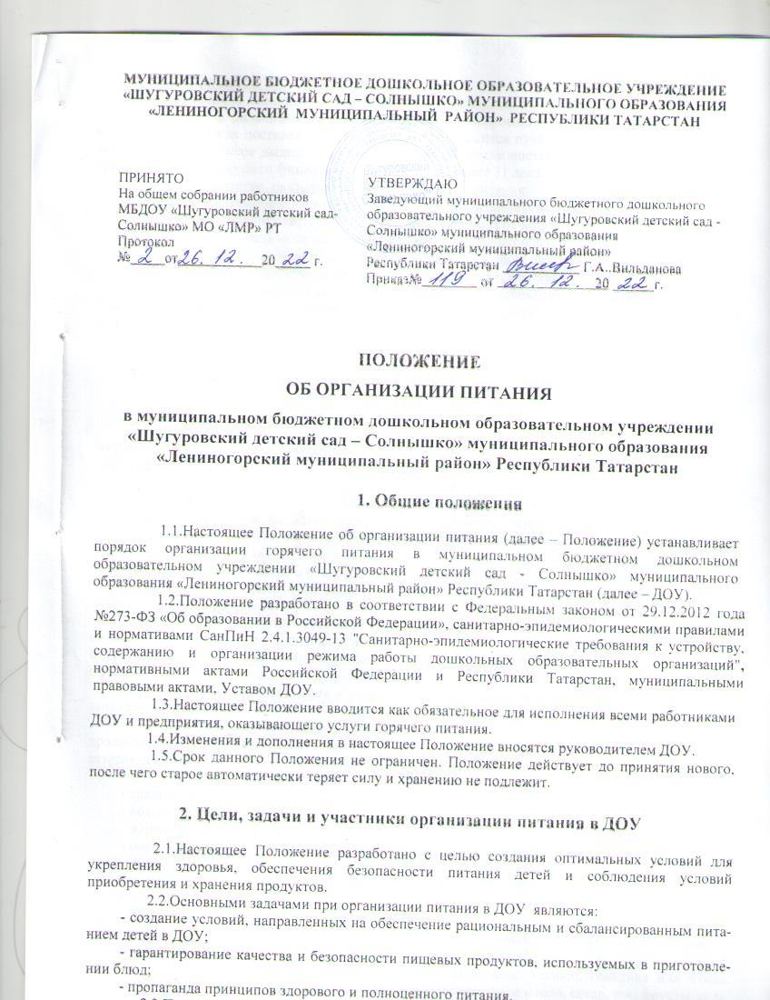 МУНИЦИПАЛЬНОЕ БЮДЖЕТНОЕ ДОШКОЛЬНОЕ ОБРАЗОВАТЕЛЬНОЕ УЧРЕЖДЕНИЕ
«ШУГУРОВСКИЙ ДЕТСКИЙ САД – СОЛНЫШКО» МУНИЦИПАЛЬНОГО ОБРАЗОВАНИЯ
«ЛЕНИНОГОРСКИЙ МУНИЦИПАЛЬНЫЙ РАЙОН» РЕСПУБЛИКИ ТАТАРСТАН
ПРИНЯТО
На общем собрании работников
МБДОУ «Шугуровский детский сад-
Солнышко» МО «ЛМР» РТ
Протокол
№ 2 от 26. 12. 20 22 г.
УТВЕРЖДАЮ
Заведующий муниципального бюджетного дошкольного
образовательного учреждения «Шугуровский детский сад -
Солнышко» муниципального образования
«Лениногорский муниципальный район»
Республики Татарстан Г.А..Вильданова
Приказ№ 119 от 26. 12. 20 22 г.
ПОЛОЖЕНИЕ
ОБ ОРГАНИЗАЦИИ ПИТАНИЯ
в муниципальном бюджетном дошкольном образовательном учреждении
«Шугуровский детский сад – Солнышко» муниципального образования
«Лениногорский муниципальный район» Республики Татарстан
1. Общие положения
1.1.Настоящее Положение об организации питания (далее – Положение) устанавливает
порядок организации горячего питания в муниципальном бюджетном дошкольном
образовательном учреждении «Шугуровский детский сад - Солнышко» муниципального
образования «Лениногорский муниципальный район» Республики Татарстан (далее – ДОУ).
1.2.Положение разработано в соответствии с Федеральным законом от 29.12.2012 года
№273-ФЗ «Об образовании в Российской Федерации», санитарно-эпидемиологическими правилами
и нормативами СанПиН 2.4.1.3049-13 "Санитарно-эпидемиологические требования к устройству,
содержанию и организации режима работы дошкольных образовательных организаций",
нормативными актами Российской Федерации и Республики Татарстан, муниципальными
правовыми актами, Уставом ДОУ.
1.3.Настоящее Положение вводится как обязательное для исполнения всеми работниками
ДОУ и предприятия, оказывающего услуги горячего питания.
1.4.Изменения и дополнения в настоящее Положение вносятся руководителем ДОУ.
1.5.Срок данного Положения не ограничен. Положение действует до принятия нового,
после чего старое автоматически теряет силу и хранению не подлежит.
2. Цели, задачи и участники организации питания в ДОУ
2.1.Настоящее Положение разработано с целью создания оптимальных условий для
укрепления здоровья, обеспечения безопасности питания детей и соблюдения условий
приобретения и хранения продуктов.
2.2.Основными задачами при организации питания в ДОУ являются:
- создание условий, направленных на обеспечение рациональным и сбалансированным пита-
нием детей в ДОУ;
- гарантирование качества и безопасности пищевых продуктов, используемых в приготовле-
нии блюд;
- пропаганда принципов здорового и полноценного питания.